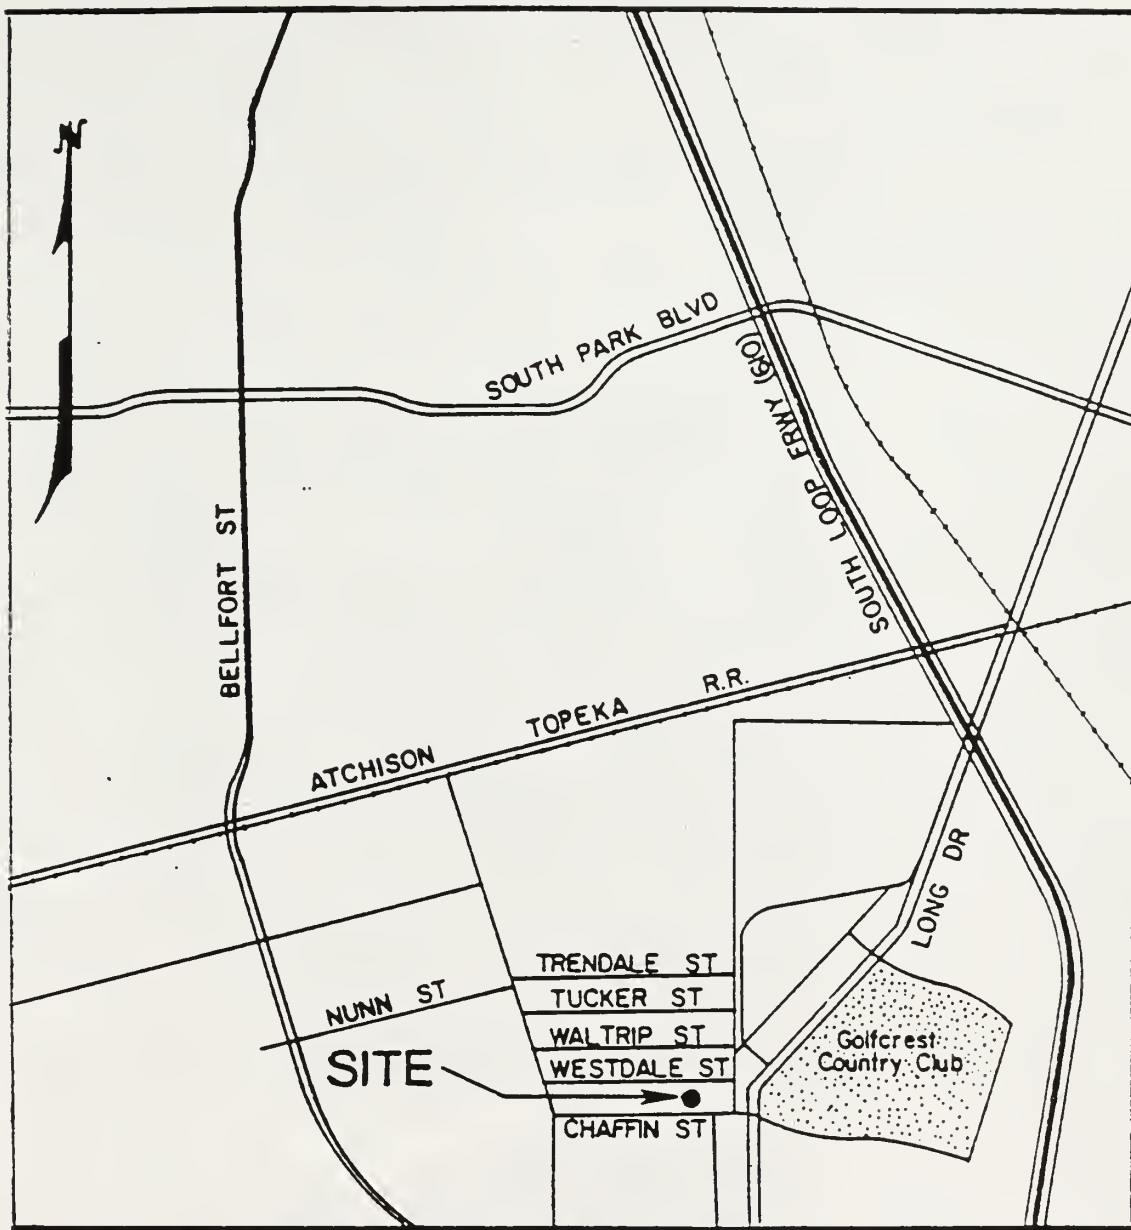 N
SOUTH PARK BLVD
SOUTH LOOP FRWY (610)
BELLFORT ST
ATCHISON TOPEKA R.R.
LONG DR
TRENDALE ST
TUCKER ST
NUNN ST
WALTRIP ST
Golfcrest
Country Club
WESTDALE ST
SITE
CHAFFIN ST